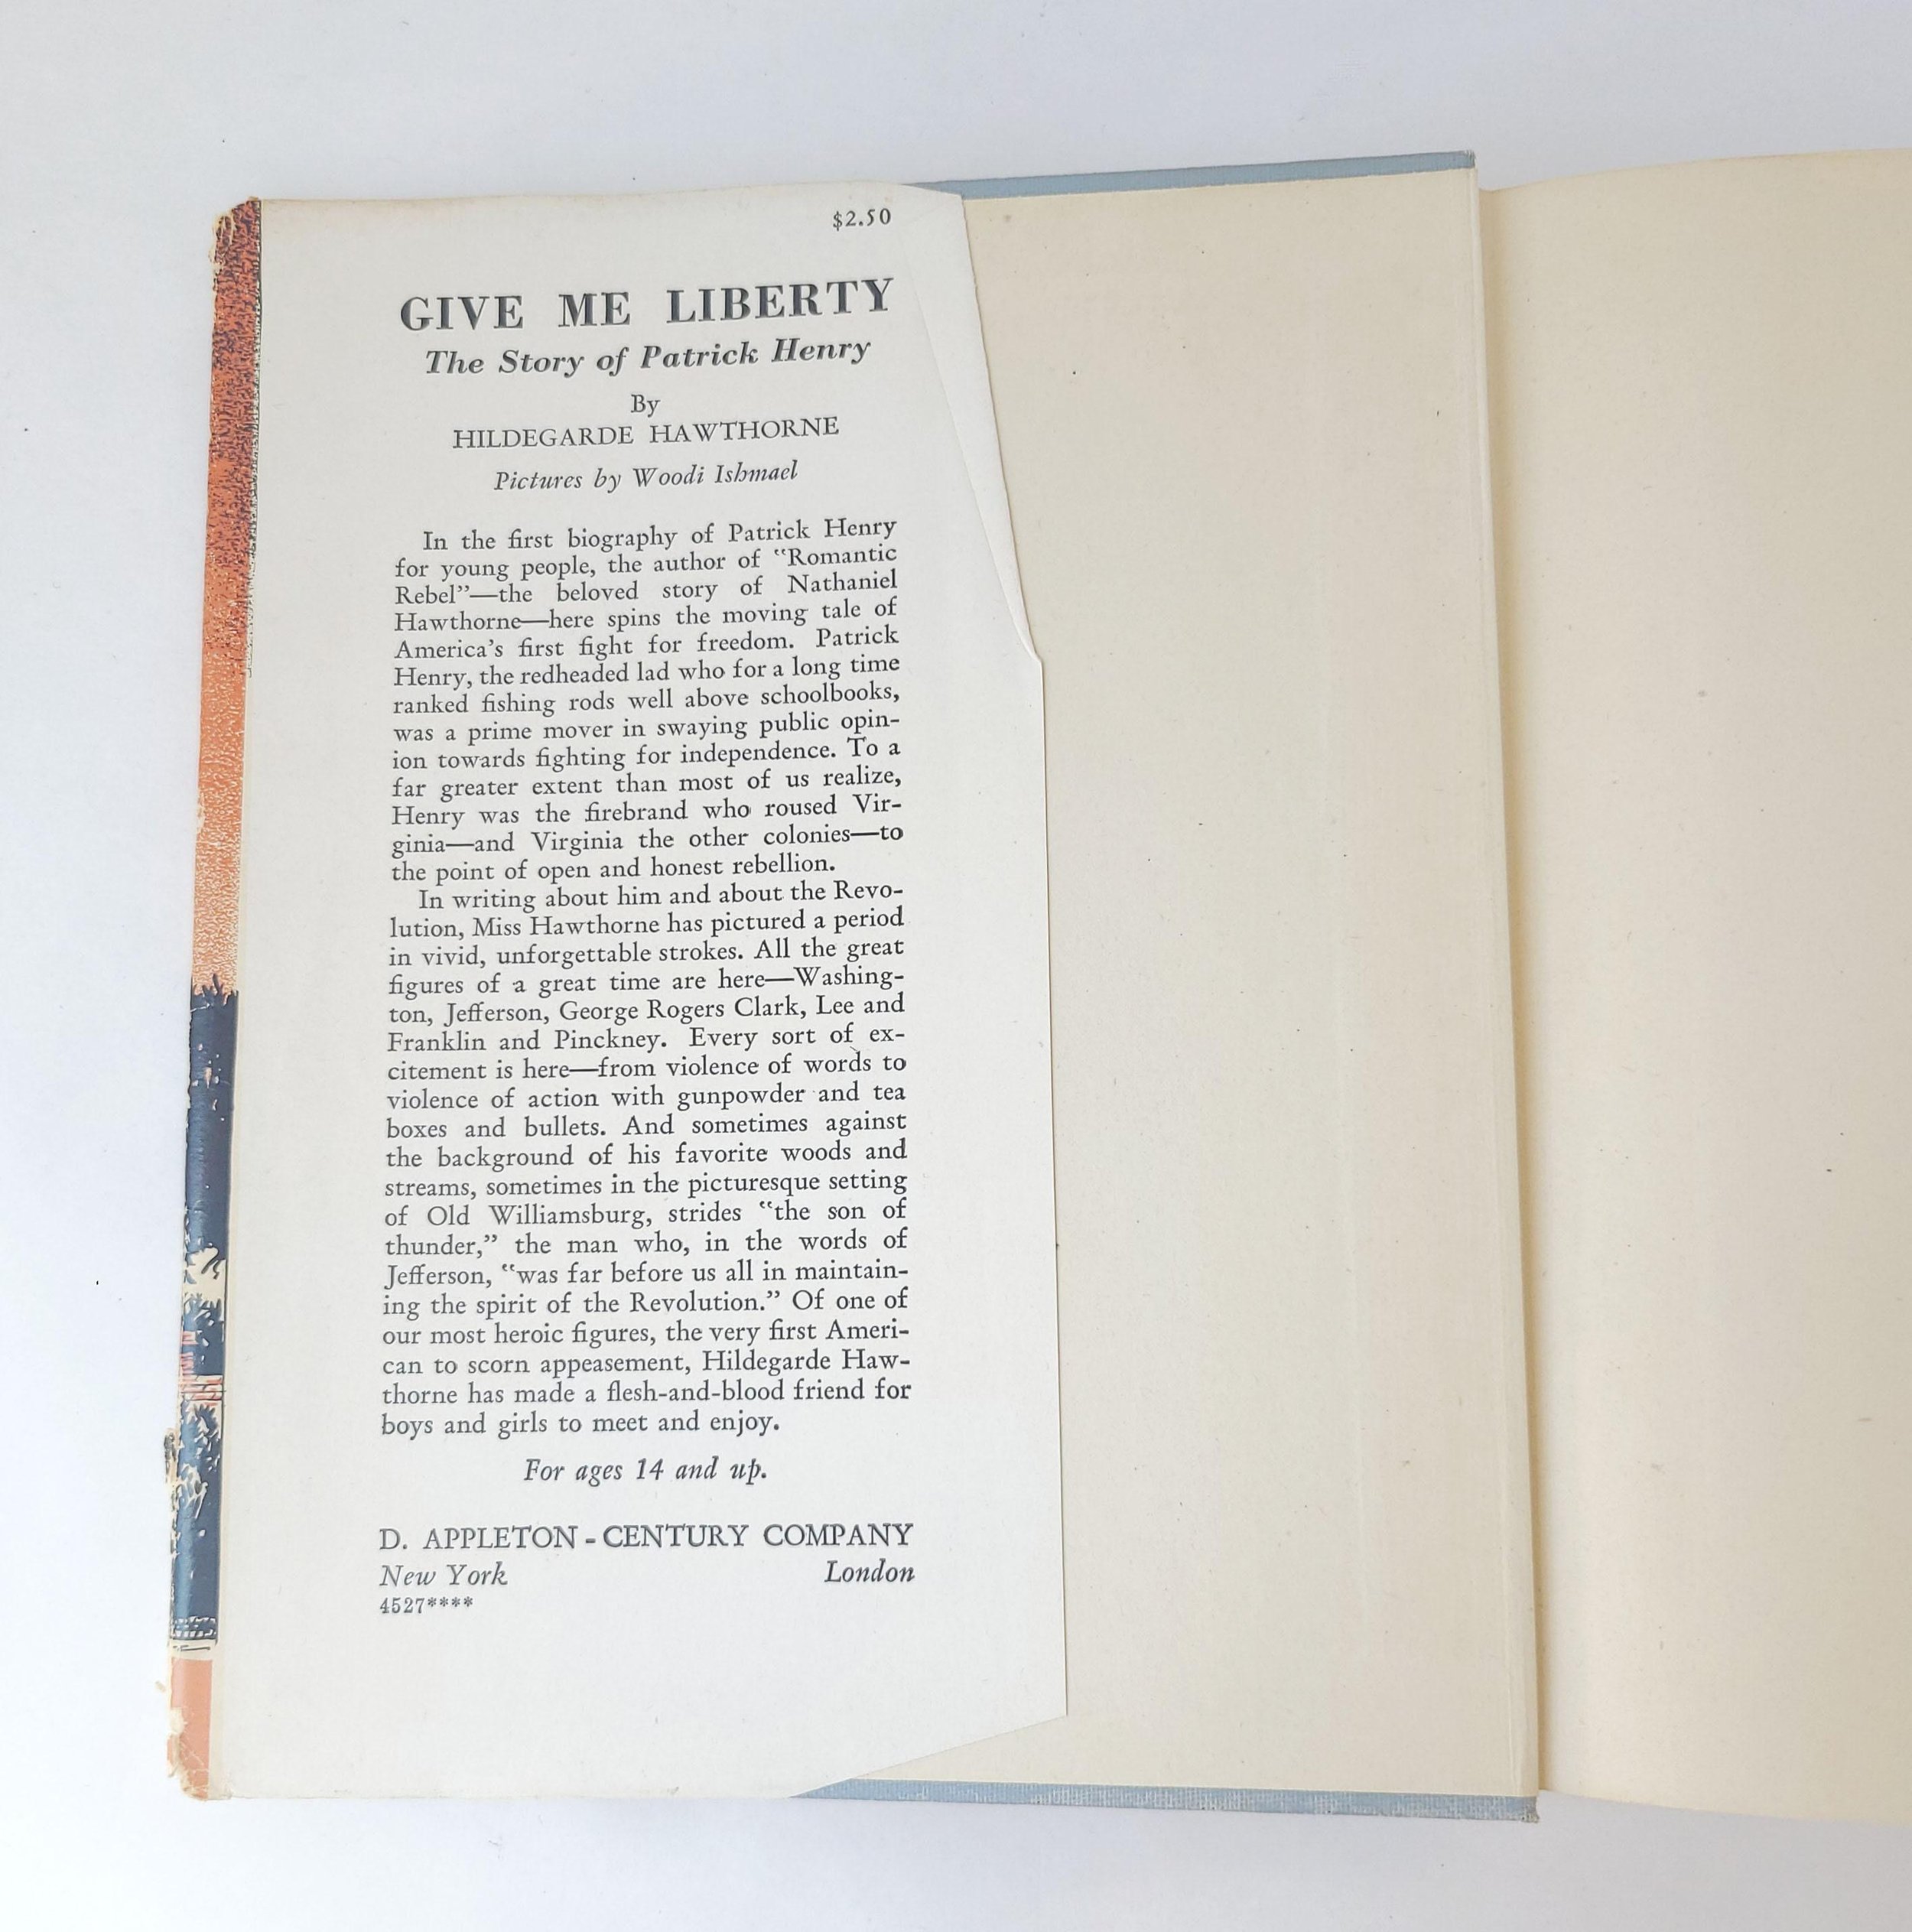 $2.50
GIVE ME LIBERTY
The Story of Patrick Henry
By
HILDEGARDE HAWTHORNE
Pictures by Woodi Ishmael
In the first biography of Patrick Henry
for young people, the author of "Romantic
Rebel"—the beloved story of Nathaniel
Hawthorne—here spins the moving tale of
America's first fight for freedom. Patrick
Henry, the redheaded lad who for a long time
ranked fishing rods well above schoolbooks,
was a prime mover in swaying public opin-
ion towards fighting for independence. To a
far greater extent than most of us realize,
Henry was the firebrand who roused Vir-
ginia—and Virginia the other colonies—to
the point of open and honest rebellion.
In writing about him and about the Revo-
lution, Miss Hawthorne has pictured a period
in vivid, unforgettable strokes. All the great
figures of a great time are here—Washing-
ton, Jefferson, George Rogers Clark, Lee and
Franklin and Pinckney. Every sort of ex-
citement is here—from violence of words to
violence of action with gunpowder and tea
boxes and bullets. And sometimes against
the background of his favorite woods and
streams, sometimes in the picturesque setting
of Old Williamsburg, strides "the son of
thunder," the man who, in the words of
Jefferson, "was far before us all in maintain-
ing the spirit of the Revolution." Of one of
our most heroic figures, the very first Ameri-
can to scorn appeasement, Hildegarde Haw-
thorne has made a flesh-and-blood friend for
boys and girls to meet and enjoy.
For ages 14 and up.
D. APPLETON-CENTURY COMPANY
New York London
4527****